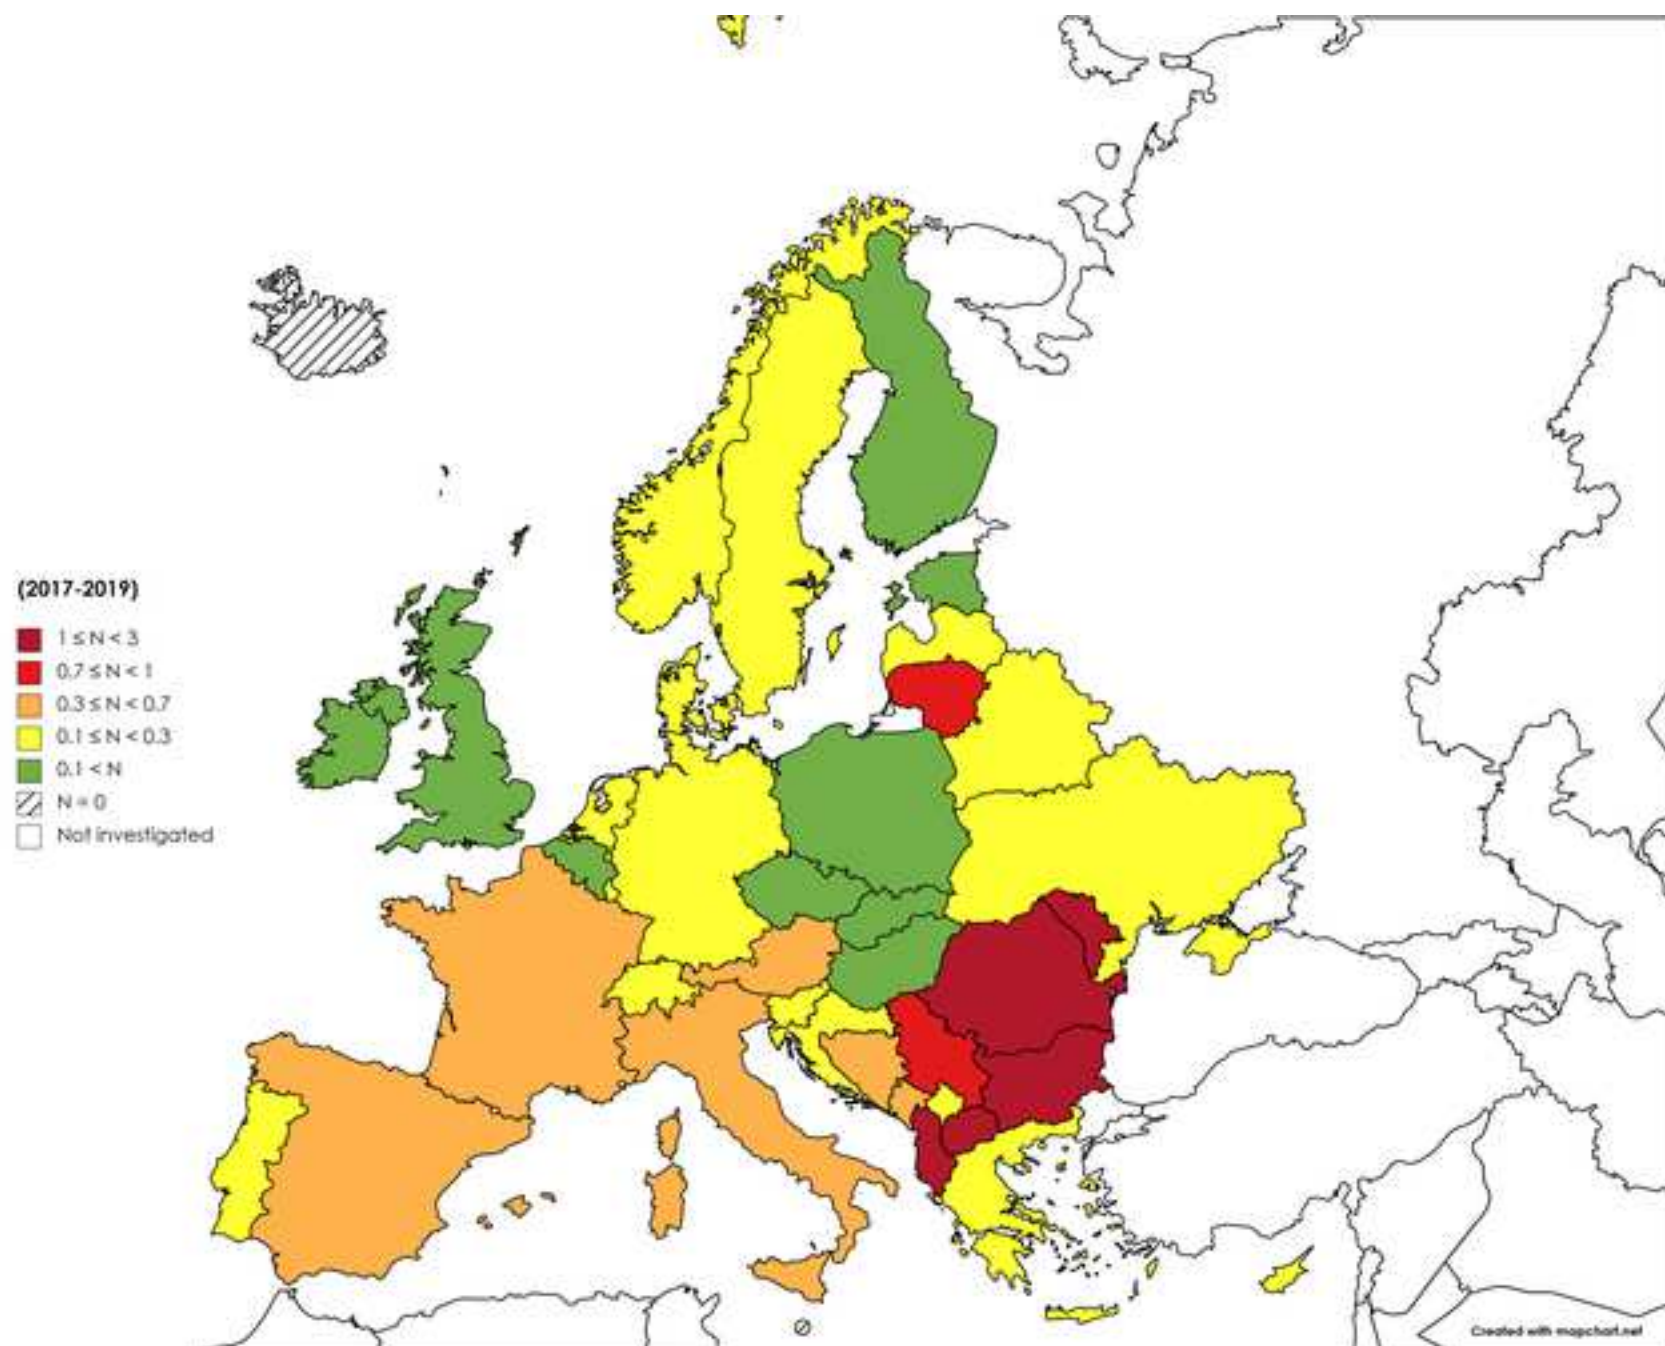 (2017-2019)
1 ≤ N < 3
0.7 ≤ N < 1
0.3 ≤ N < 0.7
0.1 ≤ N < 0.3
0.1 < N
N = 0
Not investigated
Created with mapchart.net